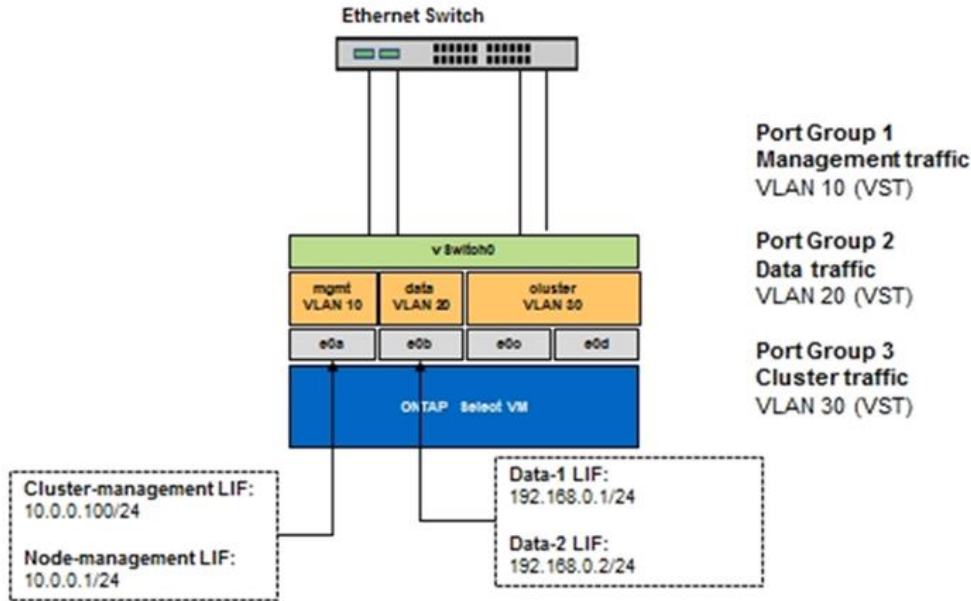 Ethernet Switch
Port Group 1
Management traffic
VLAN 10 (VST)
Port Group 2
Data traffic
VLAN 20 (VST)
Port Group 3
Cluster traffic
VLAN 30 (VST)
v Switch0
mgmt
VLAN 10
data
VLAN 20
cluster
VLAN 30
e0a
e0b
e0c
e0d
ONTAP Select VM
Cluster-management LIF:
10.0.0.100/24
Node-management LIF:
10.0.0.1/24
Data-1 LIF:
192.168.0.1/24
Data-2 LIF:
192.168.0.2/24